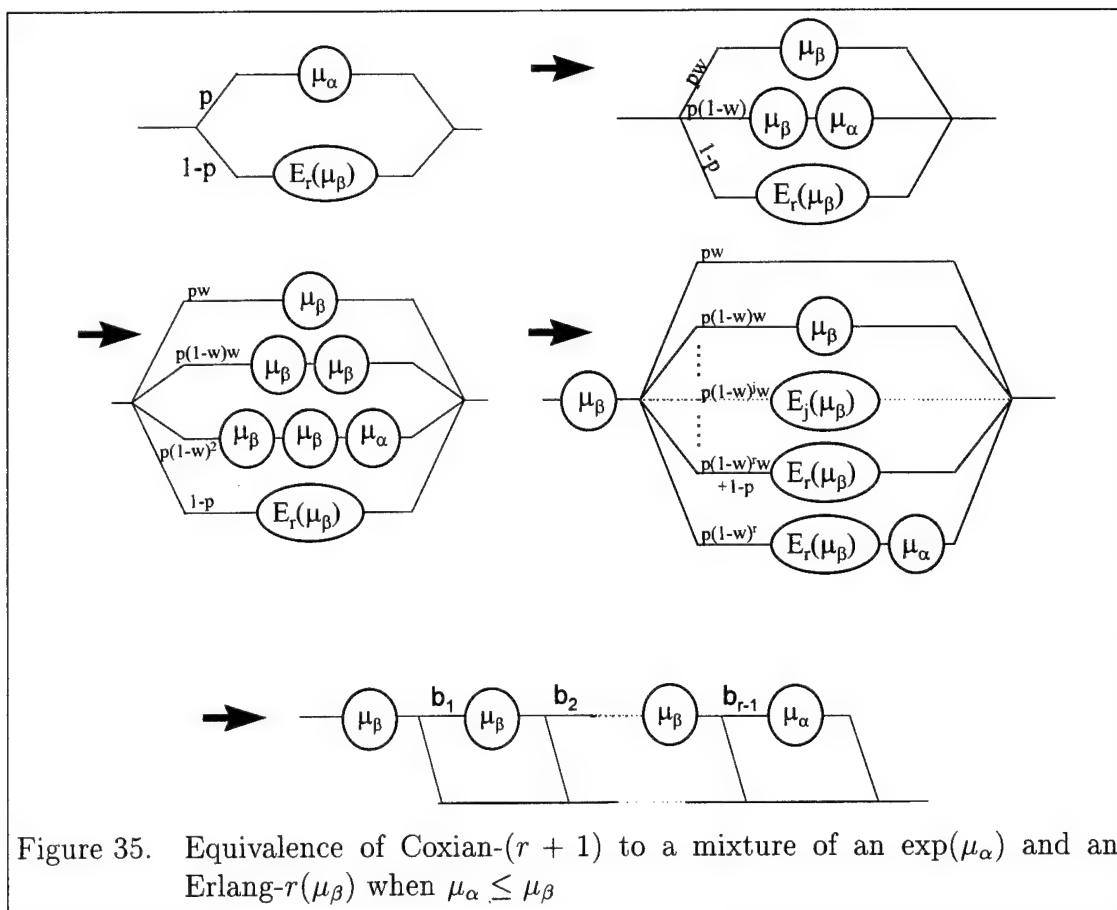 p
μα
1-p
Er(μβ)
pw
μβ
p(1-w)
μβ
μα
1-p
Er(μβ)
pw
μβ
p(1-w)w
μβ
μβ
p(1-w)²
μβ
μβ
μα
1-p
Er(μβ)
μβ
pw
p(1-w)w
μβ
p(1-w)ʲw
Ej(μβ)
p(1-w)ʳw
+1-p
Er(μβ)
p(1-w)ʳ
Er(μβ)
μα
μβ
b₁
μβ
b₂
μβ
br-1
μα
Figure 35. Equivalence of Coxian-(r + 1) to a mixture of an exp(μα) and an
Erlang-r(μβ) when μα ≤ μβ